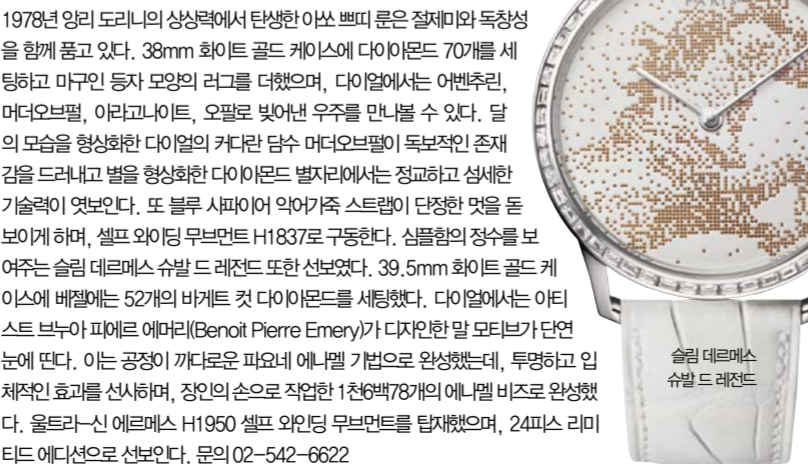 1978년 앙리 도리니의 상상력에서 탄생한 아쏘 쁘띠 룬은 절제미와 독창성
을 함께 품고 있다. 38mm 화이트 골드 케이스에 다이아몬드 70개를 세
팅하고 마구인 등자 모양의 러그를 더했으며, 다이얼에서는 어벤추린,
머더오브펄, 아라고나이트, 오팔로 빚어낸 우주를 만나볼 수 있다. 달
의 모습을 형상화한 다이얼의 커다란 담수 머더오브펄이 독보적인 존재
감을 드러내고 별을 형상화한 다이아몬드 별자리에서는 정교하고 섬세한
기술력이 엿보인다. 또 블루 사파이어 악어가죽 스트랩이 단정한 멋을 돋
보이게 하며, 셀프 와이딩 무브먼트 H1837로 구동한다. 심플함의 정수를 보
여주는 슬림 데르메스 슈발 드 레전드 또한 선보였다. 39.5mm 화이트 골드 케
이스에 베젤에는 52개의 바게트 컷 다이아몬드를 세팅했다. 다이얼에서는 아티
스트 브누아 피에르 에머리(Benoit Pierre Emery)가 디자인한 말 모티브가 단연
눈에 띤다. 이는 공정이 까다로운 파요네 에나멜 기법으로 완성했는데, 투명하고 입
체적인 효과를 선사하며, 장인의 손으로 작업한 1천6백78개의 에나멜 비즈로 완성했
다. 울트라-신 에르메스 H1950 셀프 와인딩 무브먼트를 탑재했으며, 24피스 리미
티드 에디션으로 선보인다. 문의 02-542-6622
슬림 데르메스
슈발 드 레전드